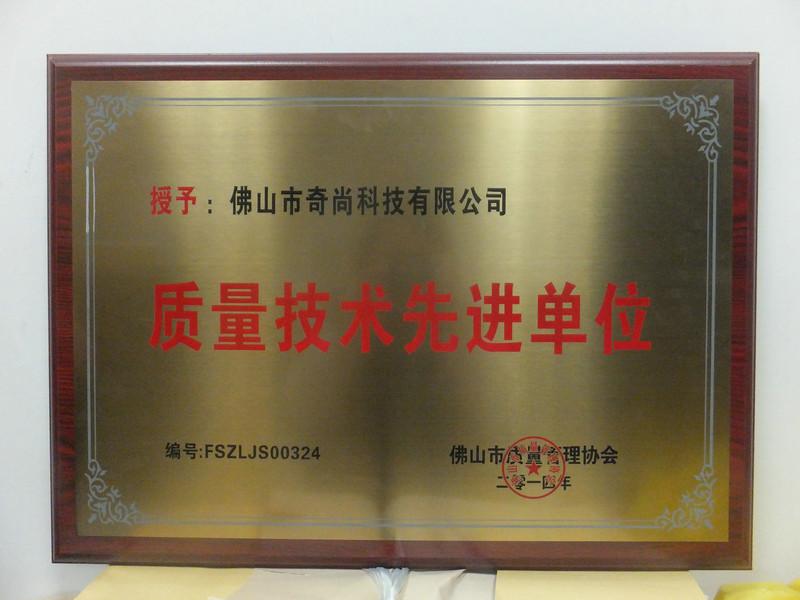 授予：佛山市奇尚科技有限公司
质量技术先进单位
编号:FSZLJS00324
佛山市质量管理协会
二零一四年